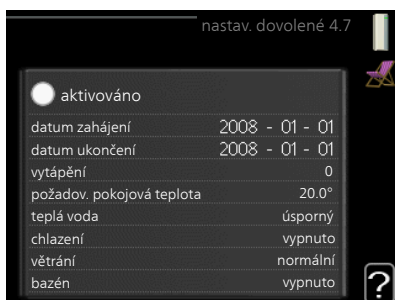 nastav. dovolené 4.7
aktivováno
datum zahájení 2008 - 01 - 01
datum ukončení 2008 - 01 - 01
vytápění 0
požadov. pokojová teplota 20.0°
teplá voda úsporný
chlazení vypnuto
větrání normální
bazén vypnuto
?